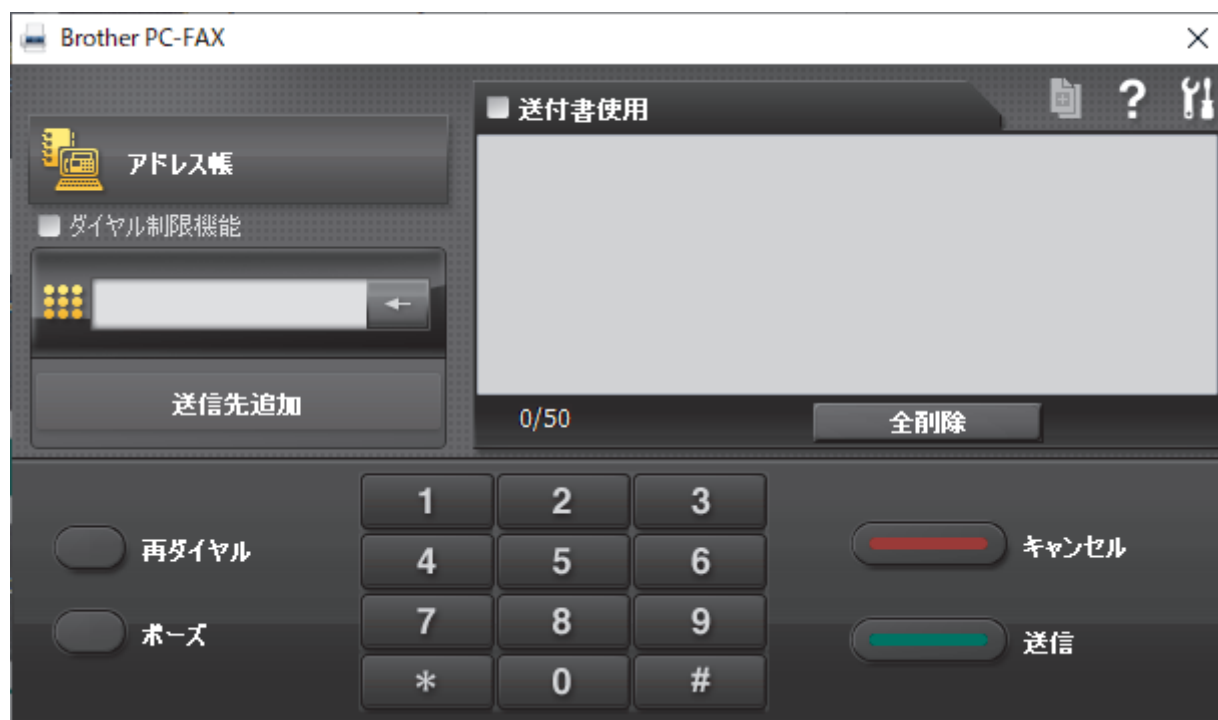 Brother PC-FAX
アドレス帳
ダイヤル制限機能
送信先追加
送付書使用
?
0/50
全削除
再ダイヤル
ポーズ
1 2 3
4 5 6
7 8 9
* 0 #
キャンセル
送信